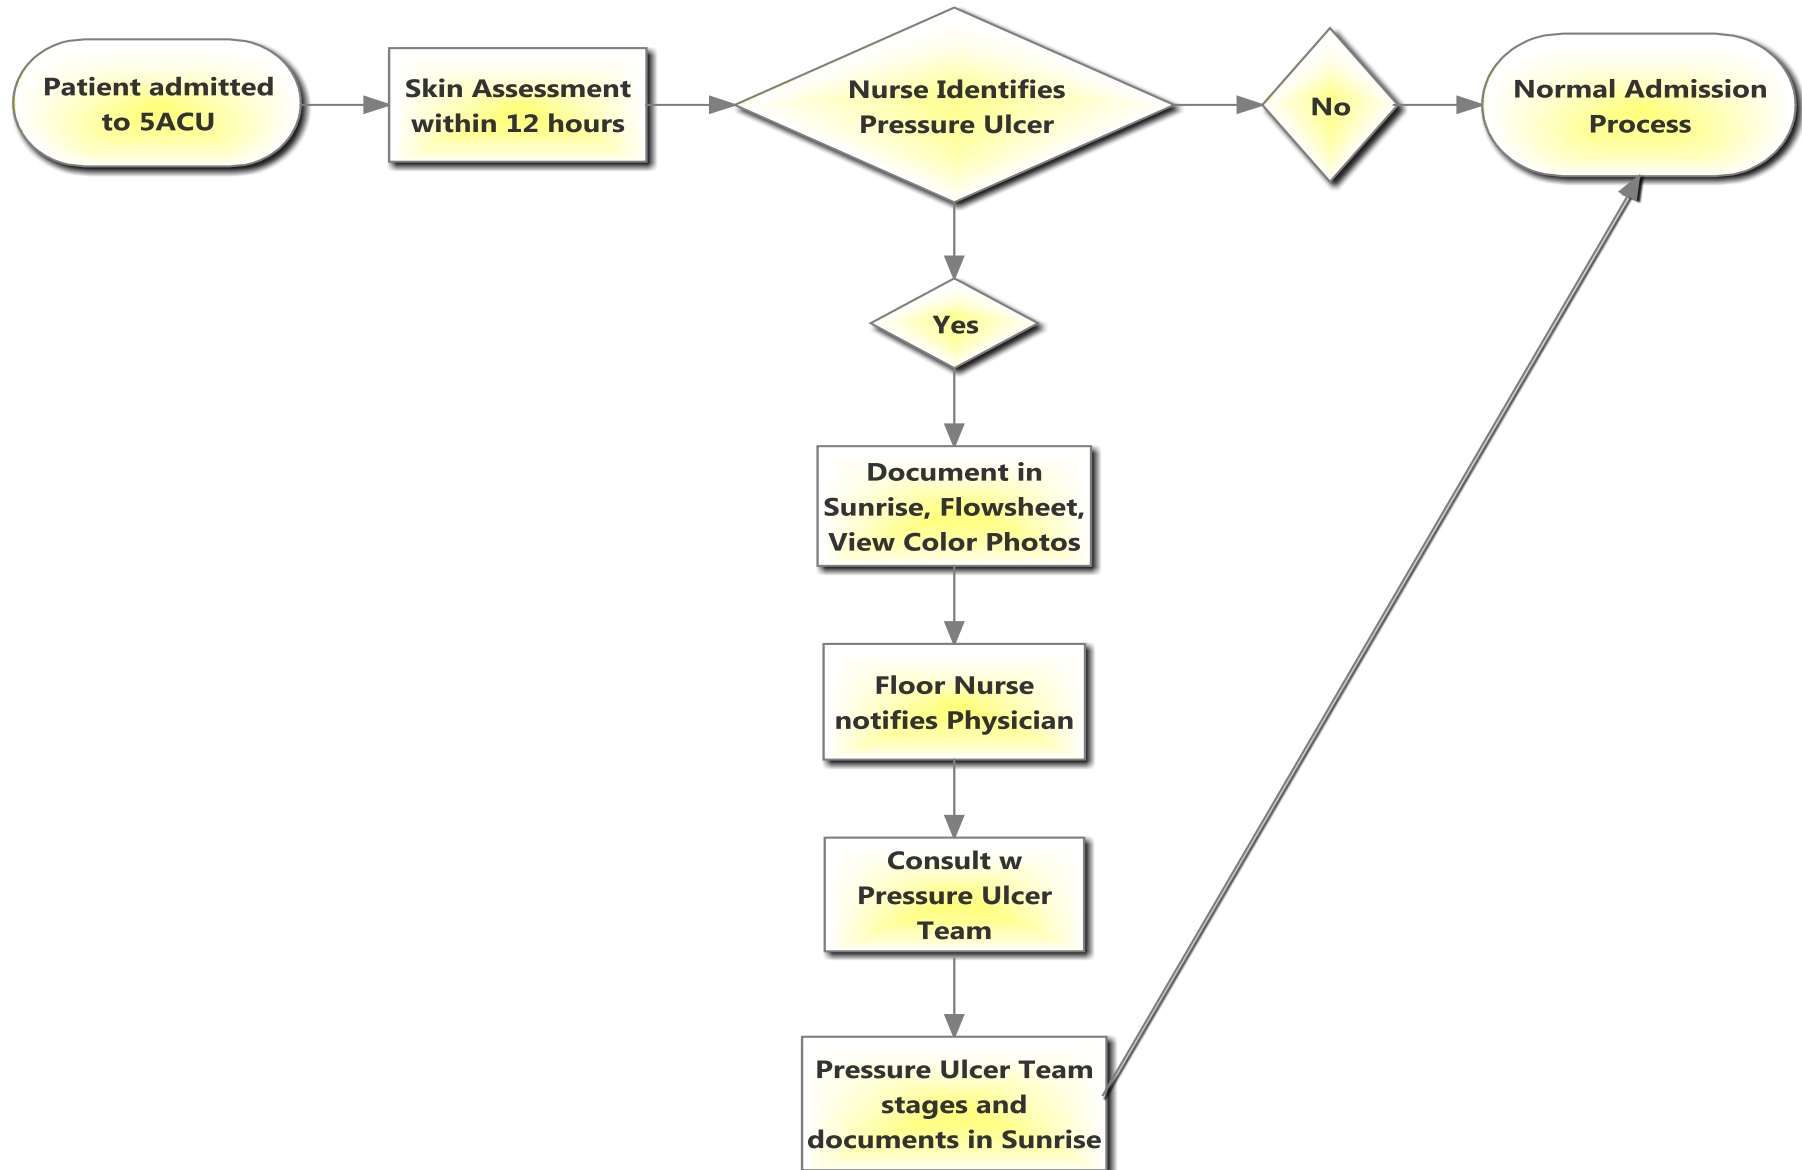 Patient admitted
to 5ACU
Skin Assessment
within 12 hours
Nurse Identifies
Pressure Ulcer
No
Normal Admission
Process
Yes
Document in
Sunrise, Flowsheet,
View Color Photos
Floor Nurse
notifies Physician
Consult w
Pressure Ulcer
Team
Pressure Ulcer Team
stages and
documents in Sunrise